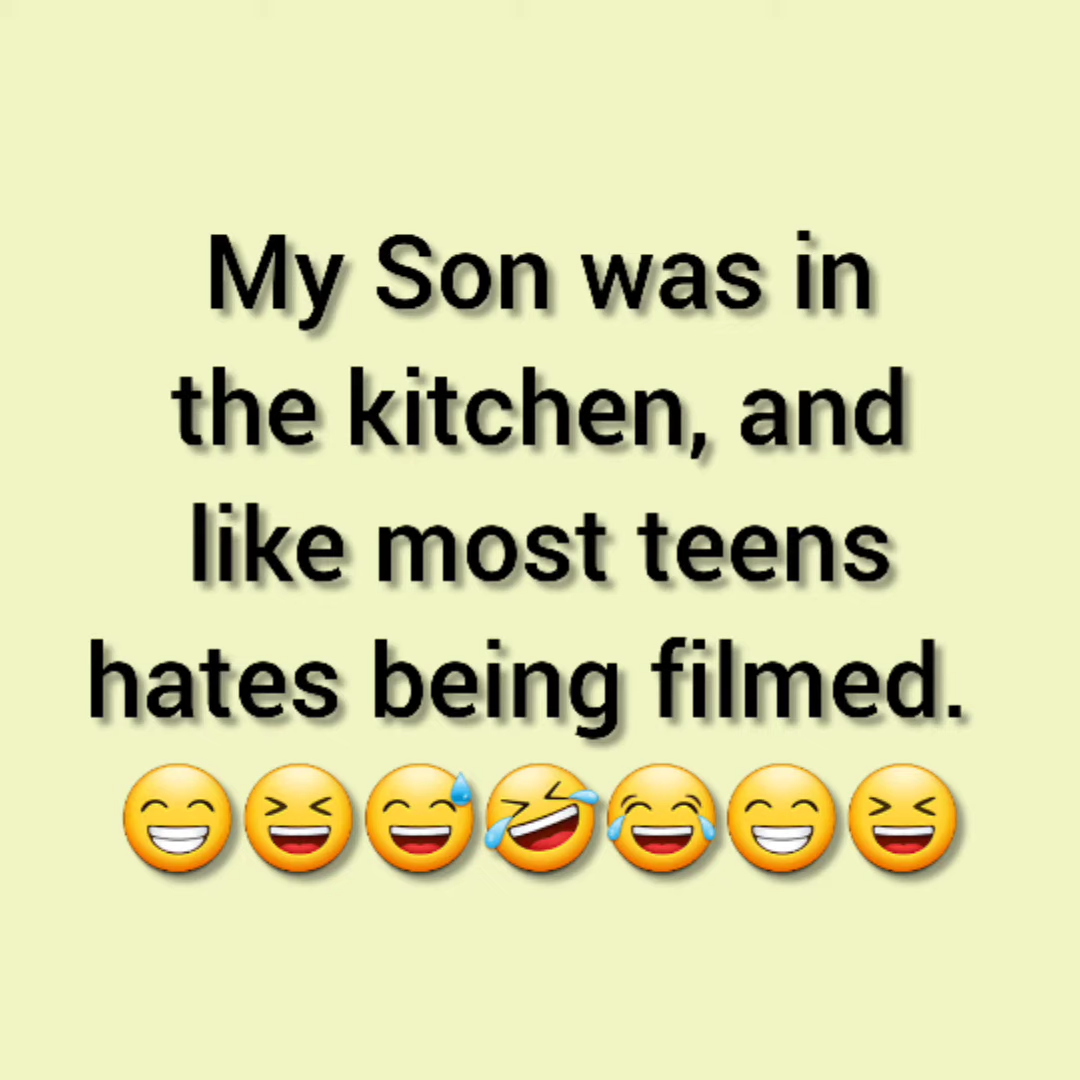 My Son was in
the kitchen, and
like most teens
hates being filmed.
😁😆😅🤣😂😁😆